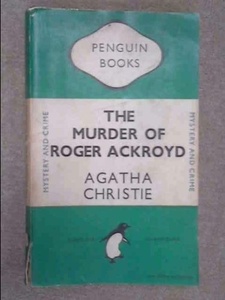 PENGUIN
BOOKS
MYSTERY AND CRIME
THE
MURDER OF
ROGER ACKROYD
AGATHA
CHRISTIE
MYSTERY AND CRIME